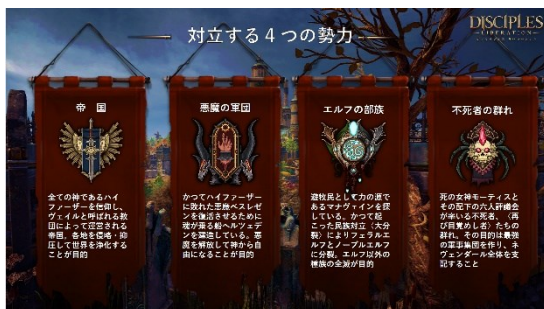 対立する4つの勢力
DISCIPLES
LIBERATION
帝国
全ての神であるハイ
ファーザーを信仰し、
ヴェイルと呼ばれる教
団によって運営される
帝国。各地を侵略・抑
圧して世界を浄化する
ことが目的
悪魔の軍団
かつてハイファーザー
に敗れた悪魔ベスレゼ
ンを復活させるために
魂が乗る船ヘルツェデ
ンを建造している。悪
魔を解放して神から自
由になることが目的
エルフの部族
遊牧民として力の源で
あるマナヴェインを探
している。かつて起
こった民族対立（大分
裂）によりフェラルエ
ルフとノーブルエルフ
に分裂。エルフ以外の
種族の全滅が目的
不死者の群れ
死の女神モーティスと
その配下の六人評議会
が率いる不死者、（再
び目覚めし者）たちの
群れ。その目的は最強
の軍事集団を作り、ネ
ヴェンダール全体を支
配すること